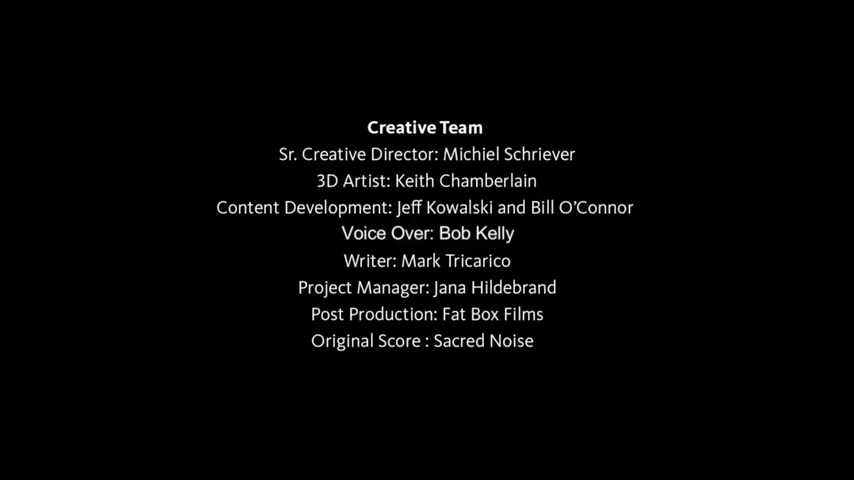 Creative Team
Sr. Creative Director: Michiel Schriever
3D Artist: Keith Chamberlain
Content Development: Jeff Kowalski and Bill O'Connor
Voice Over: Bob Kelly
Writer: Mark Tricarico
Project Manager: Jana Hildebrand
Post Production: Fat Box Films
Original Score : Sacred Noise